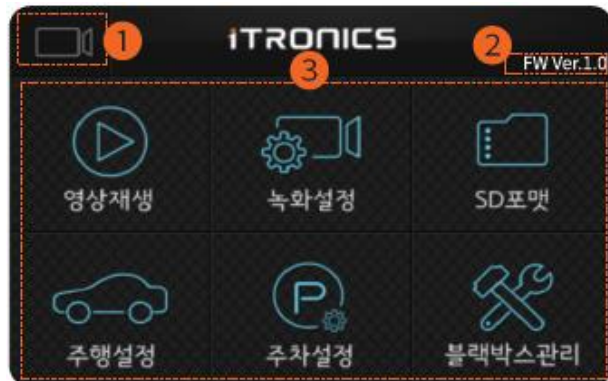 1
iTRONICS
2
FW Ver.1.0
3
영상재생
녹화설정
SD포맷
P
주행설정
주차설정
블랙박스관리